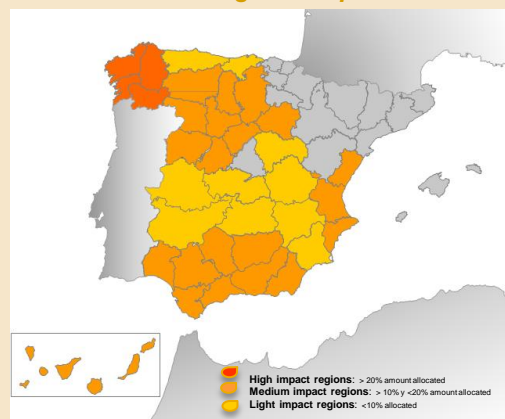 High impact regions: > 20% amount allocated
Medium impact regions: > 10% y <20% amount allocated
Light impact regions: <10% allocated